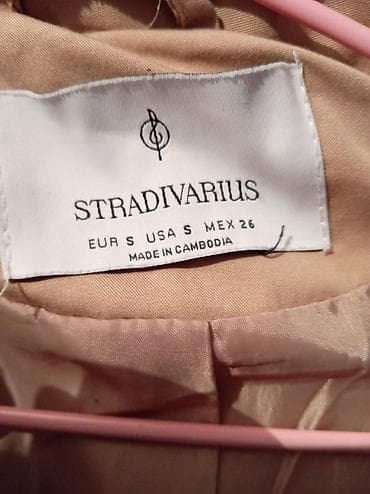 STRADIVARIUS
EUR S USA S MEX 26
MADE IN CAMBODIA